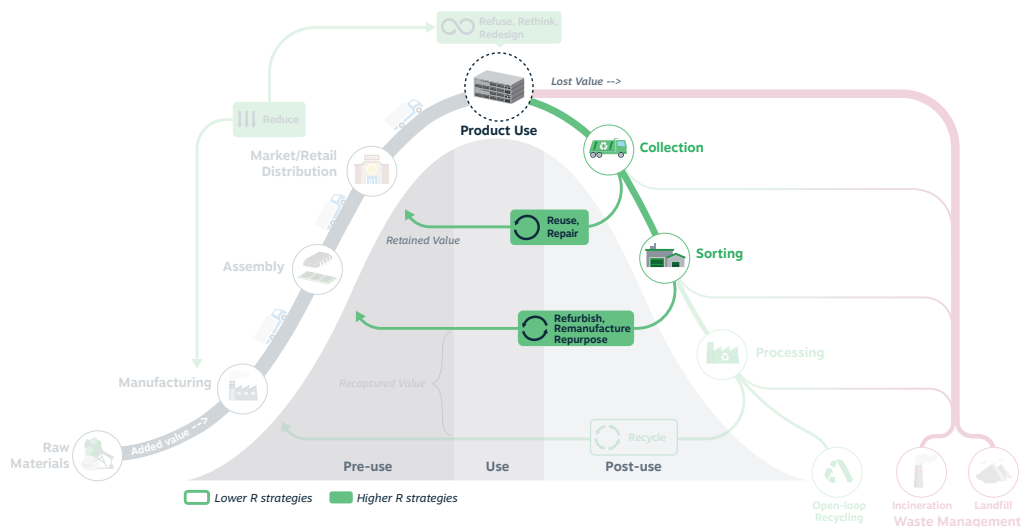 Refuse, Rethink,
Redesign
Lost Value -->
Reduce
Product Use
Market/Retail
Distribution
Collection
Reuse,
Repair
Retained Value
Sorting
Assembly
Refurbish,
Remanufacture
Repurpose
Processing
Manufacturing
Recaptured Value
Added value -->
Recycle
Raw
Materials
Pre-use
Use
Post-use
Lower R strategies
Higher R strategies
Open-loop
Recycling
Incineration
Landfill
Waste Management